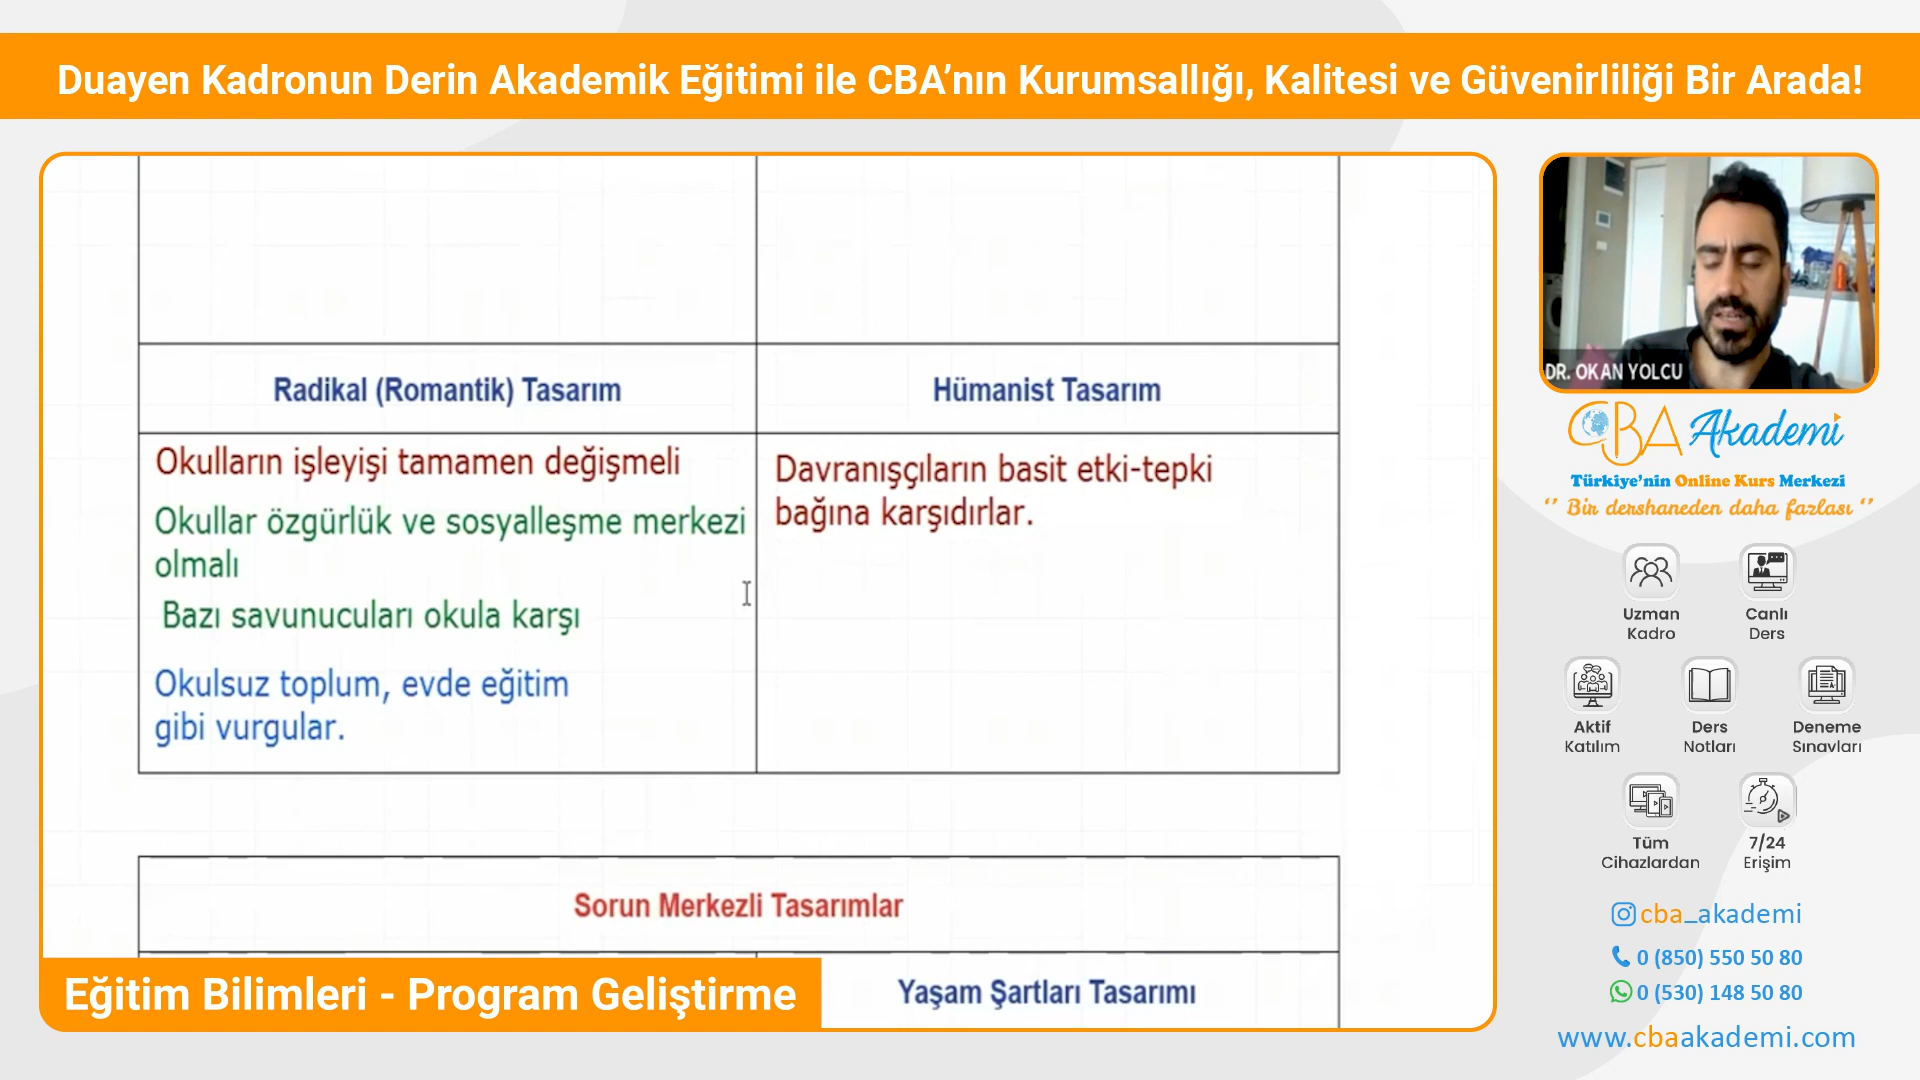 Duayen Kadronun Derin Akademik Eğitimi ile CBA’nın Kurumsallığı, Kalitesi ve Güvenirliliği Bir Arada!
Radikal (Romantik) Tasarım
Hümanist Tasarım
Okulların işleyişi tamamen değişmeli
Okullar özgürlük ve sosyalleşme merkezi
olmalı
Bazı savunucuları okula karşı
Okulsuz toplum, evde eğitim
gibi vurgular.
Davranışçıların basit etki-tepki
bağına karşıdırlar.
Sorun Merkezli Tasarımlar
Yaşam Şartları Tasarımı
Eğitim Bilimleri - Program Geliştirme
DR. OKAN YOLCU
CBA Akademi
Türkiye’nin Online Kurs Merkezi
‘’ Bir dershaneden daha fazlası ‘’
Uzman
Kadro
Canlı
Ders
Aktif
Katılım
Ders
Notları
Deneme
Sınavları
Tüm
Cihazlardan
7/24
Erişim
cba_akademi
0 (850) 550 50 80
0 (530) 148 50 80
www.cbaakademi.com